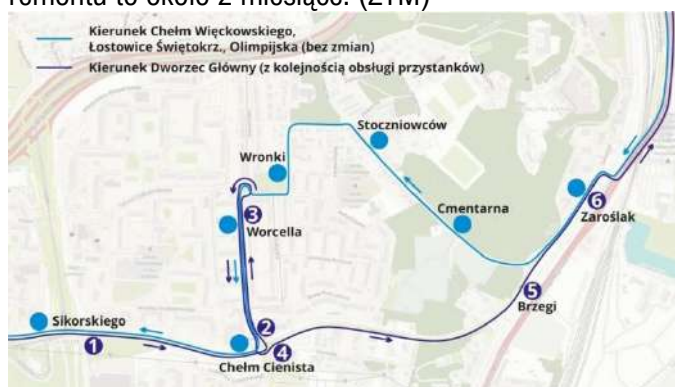 remontu to około 2 miesiące. (ZTM)
Kierunek Chełm Więckowskiego,
Łostowice Świętokrz., Olimpijska (bez zmian)
Kierunek Dworzec Główny (z kolejnością obsługi przystanków)
Stoczniowców
Wronki
6
Zaroślak
3
Cmentarna
Worcella
5
Brzegi
Sikorskiego
2
1
4
Chełm Cienista